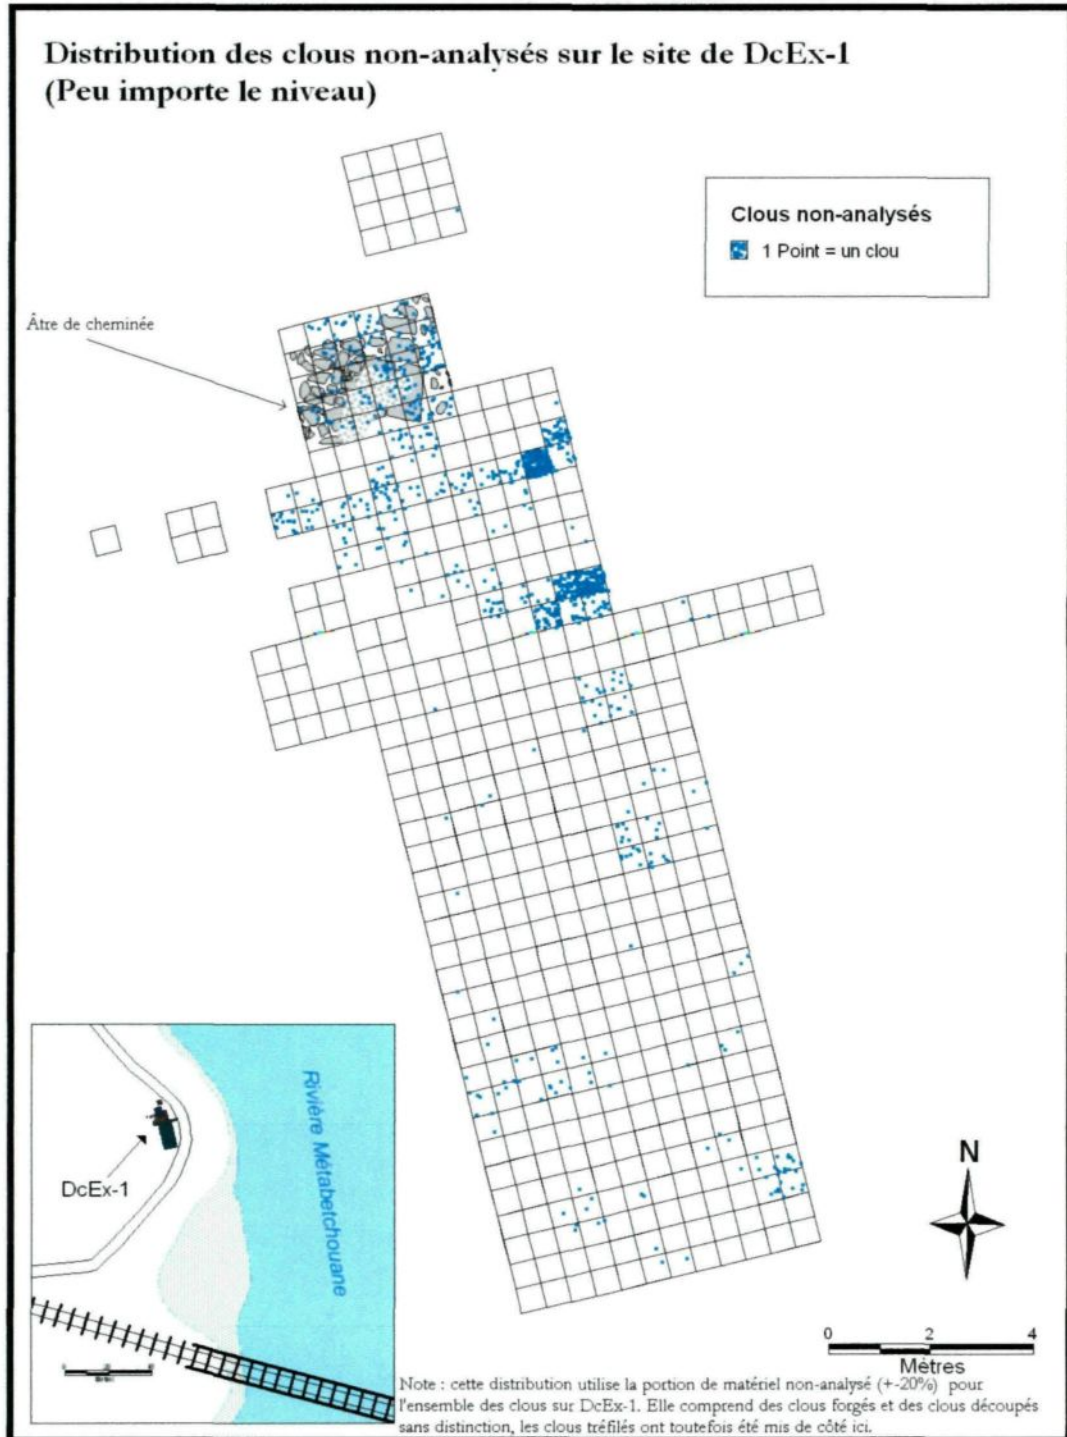 Distribution des clous non-analysés sur le site de DcEx-1
(Peu importe le niveau)
Clous non-analysés
1 Point = un clou
Âtre de cheminée
Rivière Métabetchouane
DcEx-1
N
0 2 4
Mètres
Note : cette distribution utilise la portion de matériel non-analysé (+-20%) pour
l'ensemble des clous sur DcEx-1. Elle comprend des clous forgés et des clous découpés
sans distinction, les clous tréfilés ont toutefois été mis de côté ici.